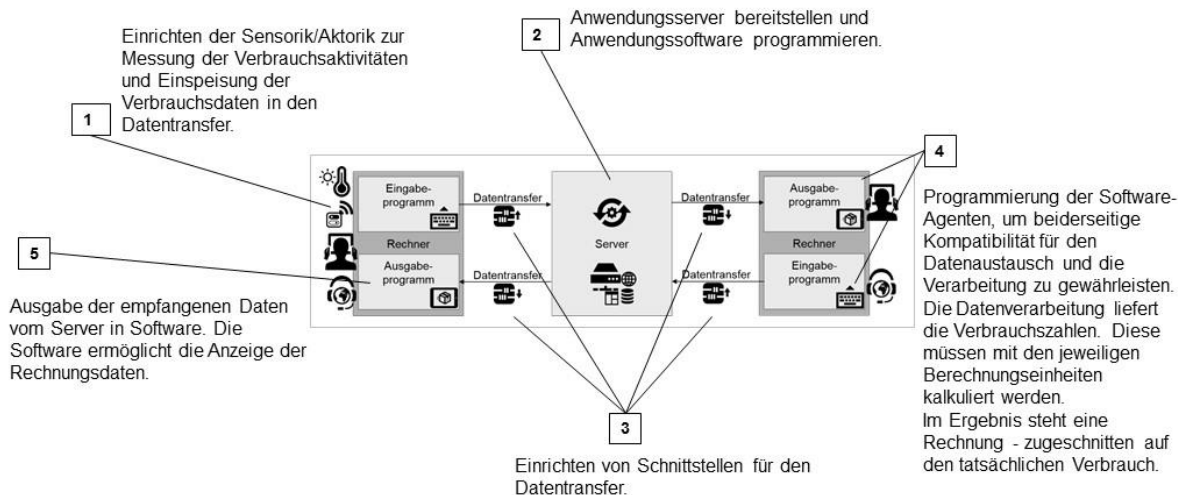 Einrichten der Sensorik/Aktorik zur
Messung der Verbrauchsaktivitäten
und Einspeisung der
Verbrauchsdaten in den
Datentransfer.
1
2
Anwendungsserver bereitstellen und
Anwendungssoftware programmieren.
Eingabe-
programm
Rechner
Ausgabe-
programm
Datentransfer
Datentransfer
Server
Datentransfer
Datentransfer
Ausgabe-
programm
Rechner
Eingabe-
programm
4
Programmierung der Software-
Agenten, um beiderseitige
Kompatibilität für den
Datenaustausch und die
Verarbeitung zu gewährleisten.
Die Datenverarbeitung liefert
die Verbrauchszahlen. Diese
müssen mit den jeweiligen
Berechnungseinheiten
kalkuliert werden.
Im Ergebnis steht eine
Rechnung - zugeschnitten auf
den tatsächlichen Verbrauch.
5
Ausgabe der empfangenen Daten
vom Server in Software. Die
Software ermöglicht die Anzeige der
Rechnungsdaten.
3
Einrichten von Schnittstellen für den
Datentransfer.